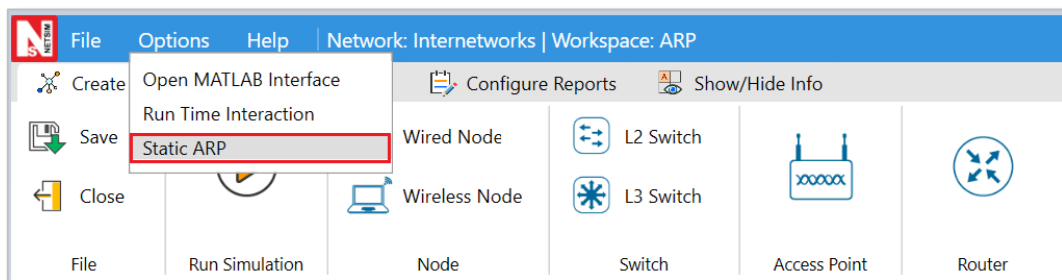 NETSIM File Options Help Network: Internetworks | Workspace: ARP
Create Open MATLAB Interface Configure Reports Show/Hide Info
Run Time Interaction
Save Static ARP Wired Node L2 Switch
Close Wireless Node L3 Switch
File Run Simulation Node Switch Access Point Router